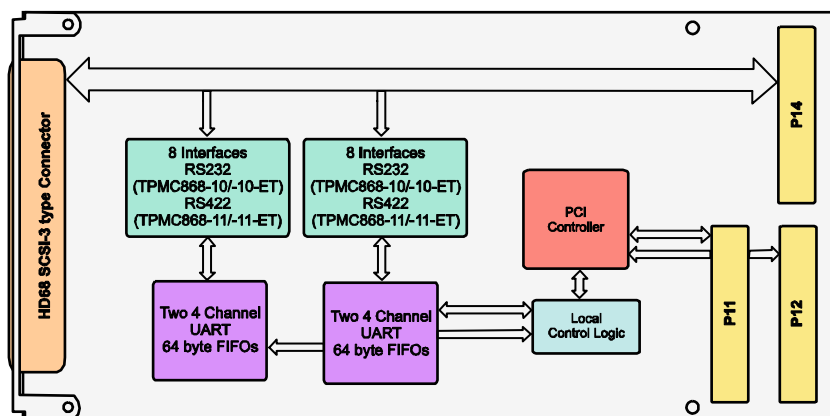 HD68 SCSI-3 type Connector
8 Interfaces
RS232
(TPMC868-10/-10-ET)
RS422
(TPMC868-11/-11-ET)
8 Interfaces
RS232
(TPMC868-10/-10-ET)
RS422
(TPMC868-11/-11-ET)
P14
PCI
Controller
Two 4 Channel
UART
64 byte FIFOs
Two 4 Channel
UART
64 byte FIFOs
Local
Control Logic
P11
P12